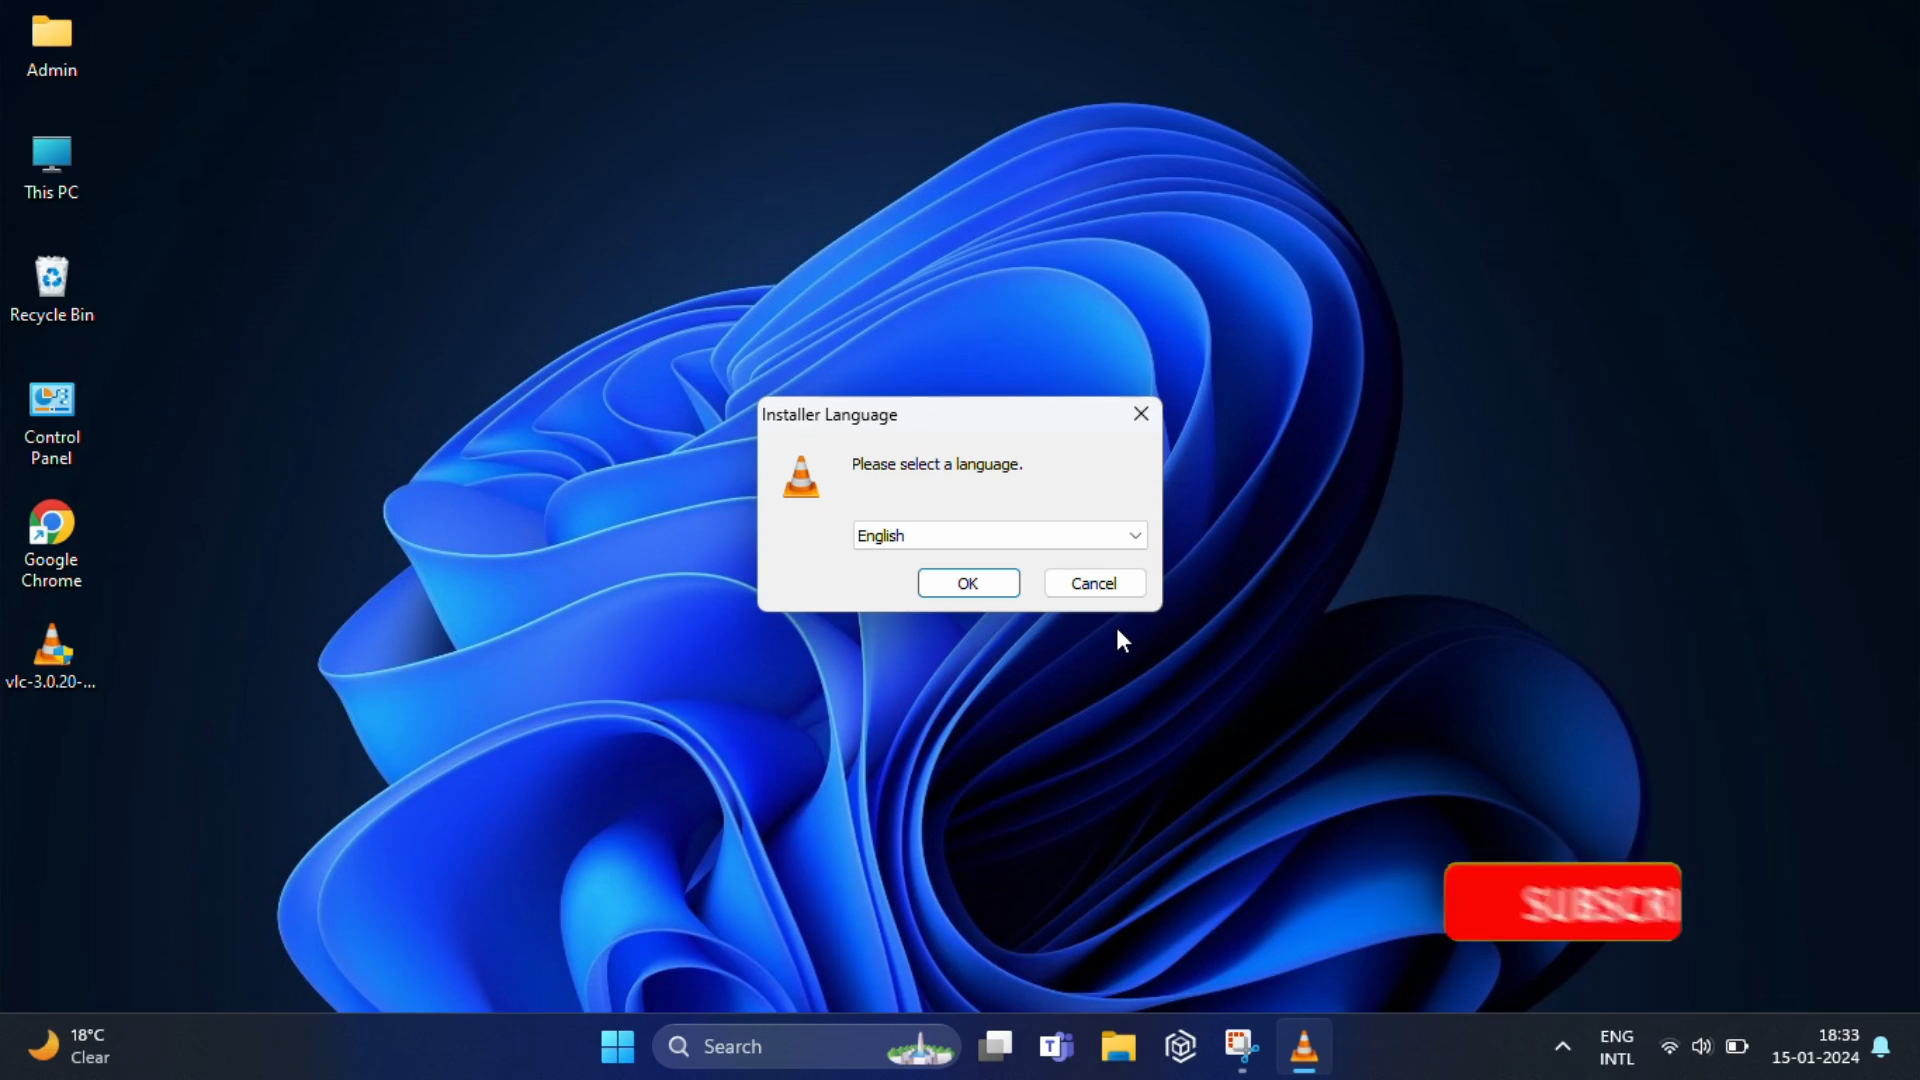 Admin
This PC
Recycle Bin
Control
Panel
Google
Chrome
vlc-3.0.20-...
Installer Language
Please select a language.
English
OK
Cancel
18°C
Clear
Search
T
ENG
INTL
18:33
15-01-2024